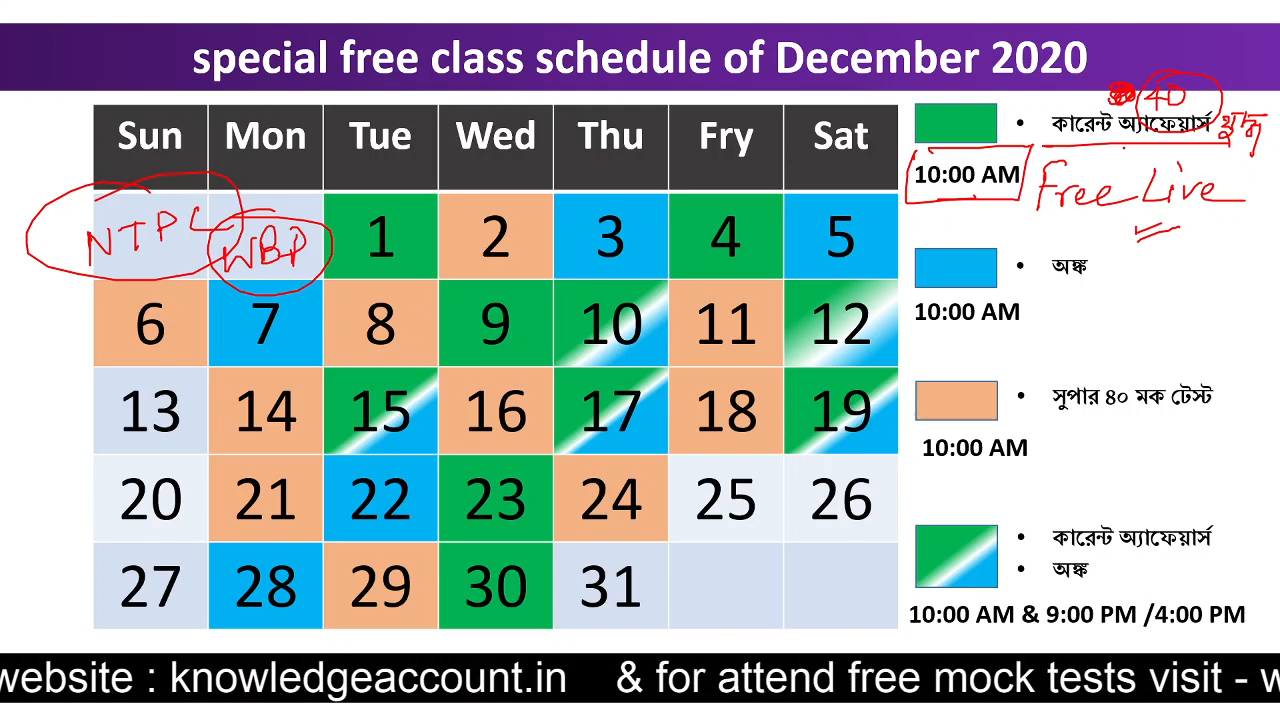 special free class schedule of December 2020
Sun Mon Tue Wed Thu Fry Sat
NTPC WBP 1 2 3 4 5
6 7 8 9 10 11 12
13 14 15 16 17 18 19
20 21 22 23 24 25 26
27 28 29 30 31
40
• কারেন্ট অ্যাফেয়ার্স
10:00 AM
Free Live
• অঙ্ক
10:00 AM
• সুপার ৪০ মক টেস্ট
10:00 AM
• কারেন্ট অ্যাফেয়ার্স
• অঙ্ক
10:00 AM & 9:00 PM /4:00 PM
website : knowledgeaccount.in & for attend free mock tests visit - w